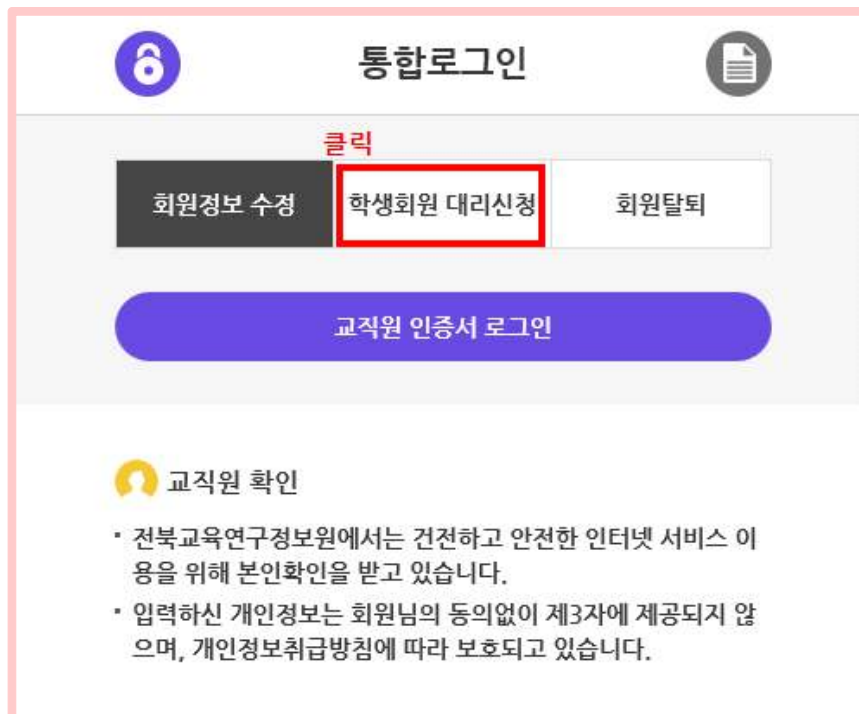 통합로그인
클릭
회원정보 수정 학생회원 대리신청 회원탈퇴
교직원 인증서 로그인
교직원 확인
· 전북교육연구정보원에서는 건전하고 안전한 인터넷 서비스 이
용을 위해 본인확인을 받고 있습니다.
· 입력하신 개인정보는 회원님의 동의없이 제3자에 제공되지 않
으며, 개인정보취급방침에 따라 보호되고 있습니다.